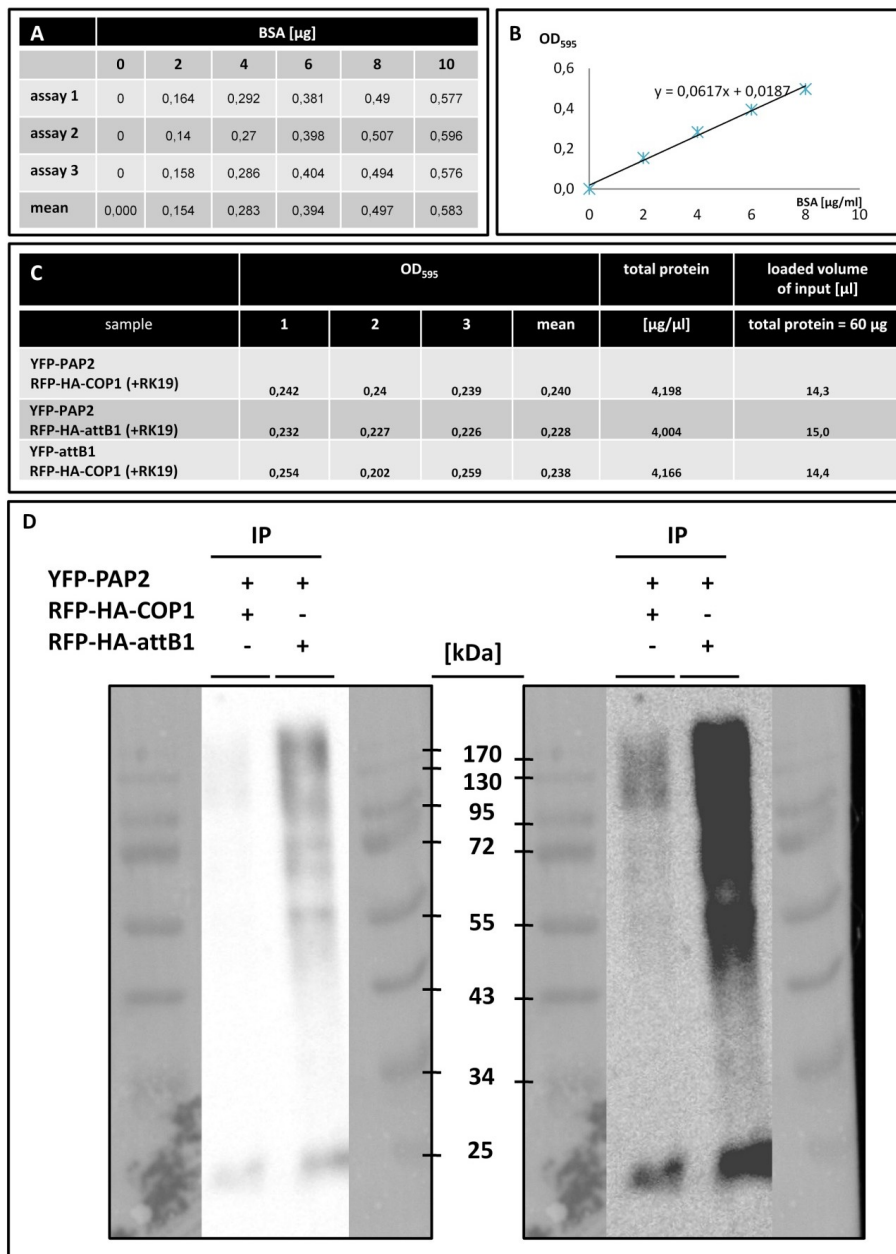 A BSA [µg]
0 2 4 6 8 10
assay 1 0 0,164 0,292 0,381 0,49 0,577
assay 2 0 0,14 0,27 0,398 0,507 0,596
assay 3 0 0,158 0,286 0,404 0,494 0,576
mean 0,000 0,154 0,283 0,394 0,497 0,583
B OD595
0,6
y = 0,0617x + 0,0187
0,4
0,2
0,0
BSA [µg/ml]
0 2 4 6 8 10
C OD595 total protein loaded volume
of input [µl]
sample 1 2 3 mean [µg/µl] total protein = 60 µg
YFP-PAP2
RFP-HA-COP1 (+RK19) 0,242 0,24 0,239 0,240 4,198 14,3
YFP-PAP2
RFP-HA-attB1 (+RK19) 0,232 0,227 0,226 0,228 4,004 15,0
YFP-attB1
RFP-HA-COP1 (+RK19) 0,254 0,202 0,259 0,238 4,166 14,4
D
IP IP
YFP-PAP2 + + + +
RFP-HA-COP1 + - + -
RFP-HA-attB1 - + [kDa] - +
170
130
95
72
55
43
34
25